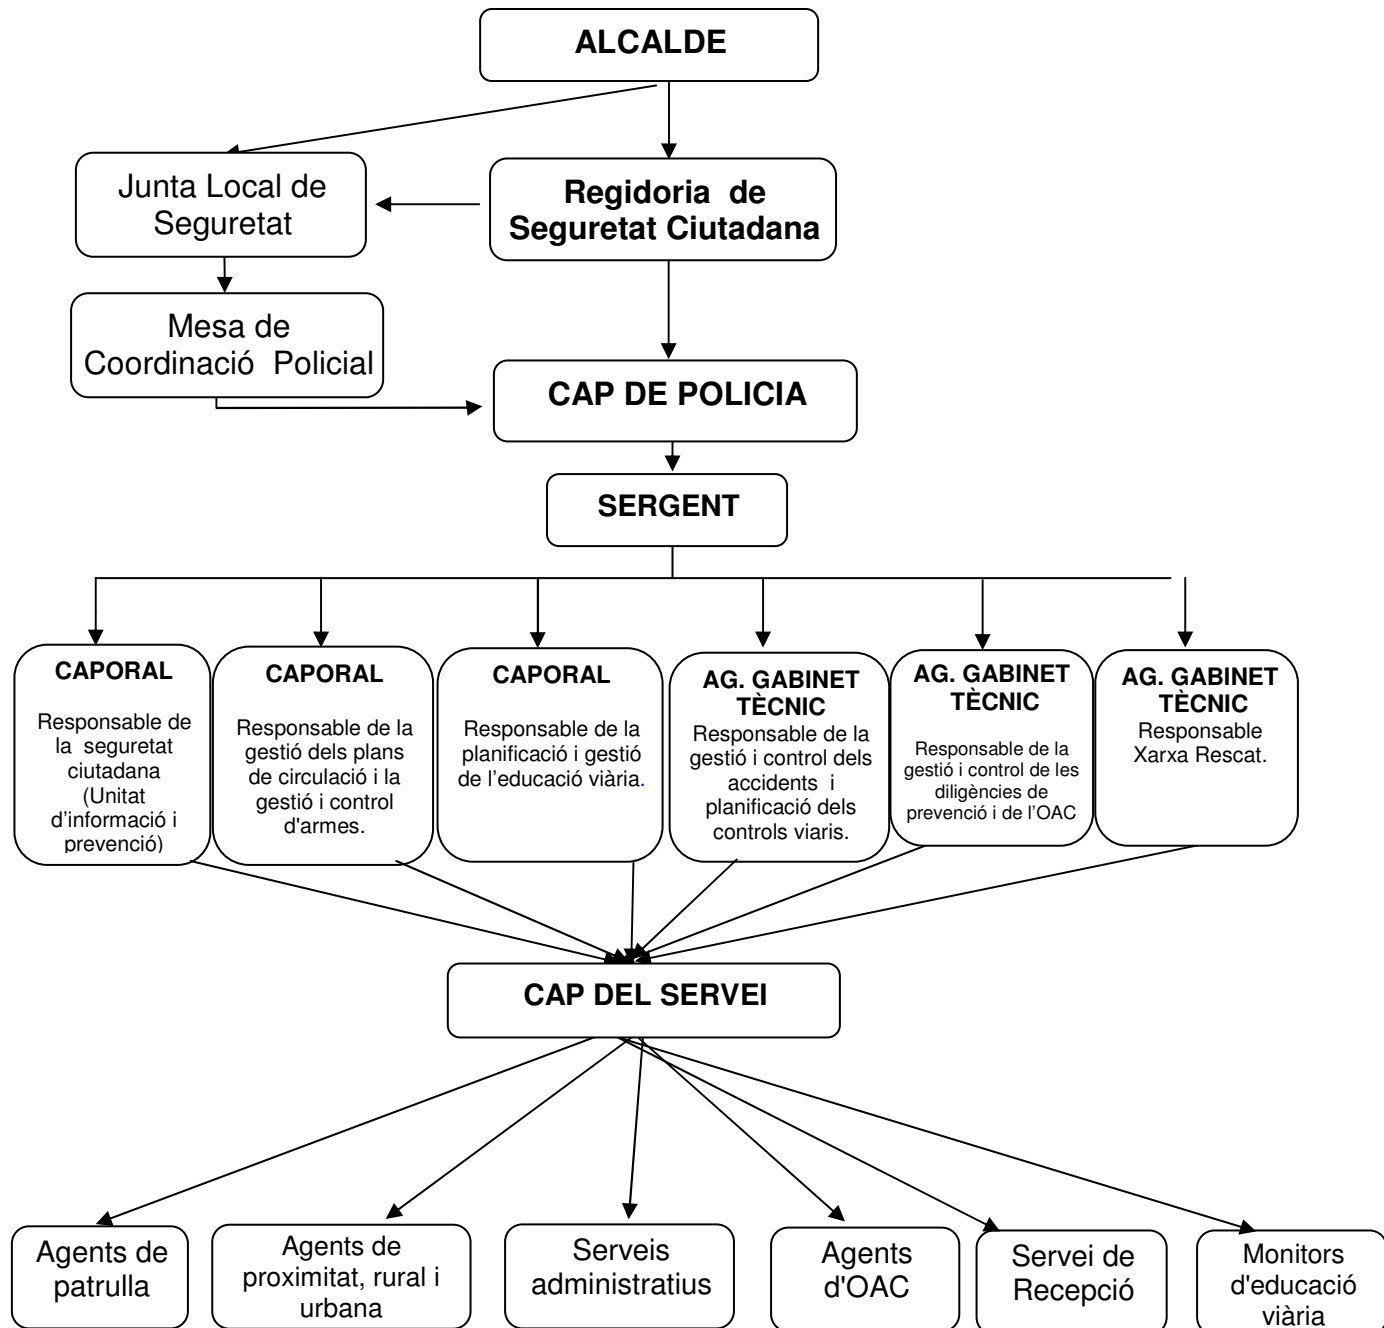 ALCALDE
Junta Local de
Seguretat
Regidoria de
Seguretat Ciutadana
Mesa de
Coordinació Policial
CAP DE POLICIA
SERGENT
CAPORAL
Responsable de
la seguretat
ciutadana
(Unitat
d'informació i
prevenció)
CAPORAL
Responsable de la
gestió dels plans
de circulació i la
gestió i control
d'armes.
CAPORAL
Responsable de la
planificació i gestió
de l'educació viària.
AG. GABINET
TÈCNIC
Responsable de la
gestió i control dels
accidents i
planificació dels
controls viaris.
AG. GABINET
TÈCNIC
Responsable de la
gestió i control de les
diligències de
prevenció i de l'OAC
AG. GABINET
TÈCNIC
Responsable
Xarxa Rescat.
CAP DEL SERVEI
Agents de
patrulla
Agents de
proximitat, rural i
urbana
Serveis
administratius
Agents
d'OAC
Servei de
Recepció
Monitors
d'educació
viària